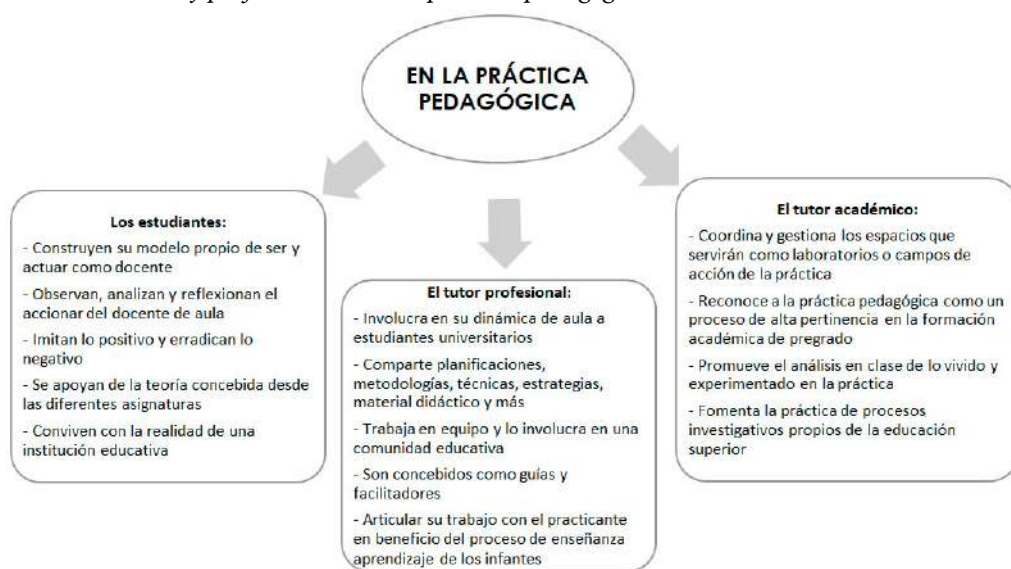 EN LA PRÁCTICA
PEDAGÓGICA
Los estudiantes:
- Construyen su modelo propio de ser y
actuar como docente
- Observan, analizan y reflexionan el
accionar del docente de aula
- Imitan lo positivo y erradican lo
negativo
- Se apoyan de la teoría concebida desde
las diferentes asignaturas
- Conviven con la realidad de una
institución educativa
El tutor profesional:
- Involucra en su dinámica de aula a
estudiantes universitarios
- Comparte planificaciones,
metodologías, técnicas, estrategias,
material didáctico y más
- Trabaja en equipo y lo involucra en una
comunidad educativa
- Son concebidos como guías y
facilitadores
- Articular su trabajo con el practicante
en beneficio del proceso de enseñanza
aprendizaje de los infantes
El tutor académico:
- Coordina y gestiona los espacios que
servirán como laboratorios o campos de
acción de la práctica
- Reconoce a la práctica pedagógica como un
proceso de alta pertinencia en la formación
académica de pregrado
- Promueve el análisis en clase de lo vivido y
experimentado en la práctica
- Fomenta la práctica de procesos
investigativos propios de la educación
superior